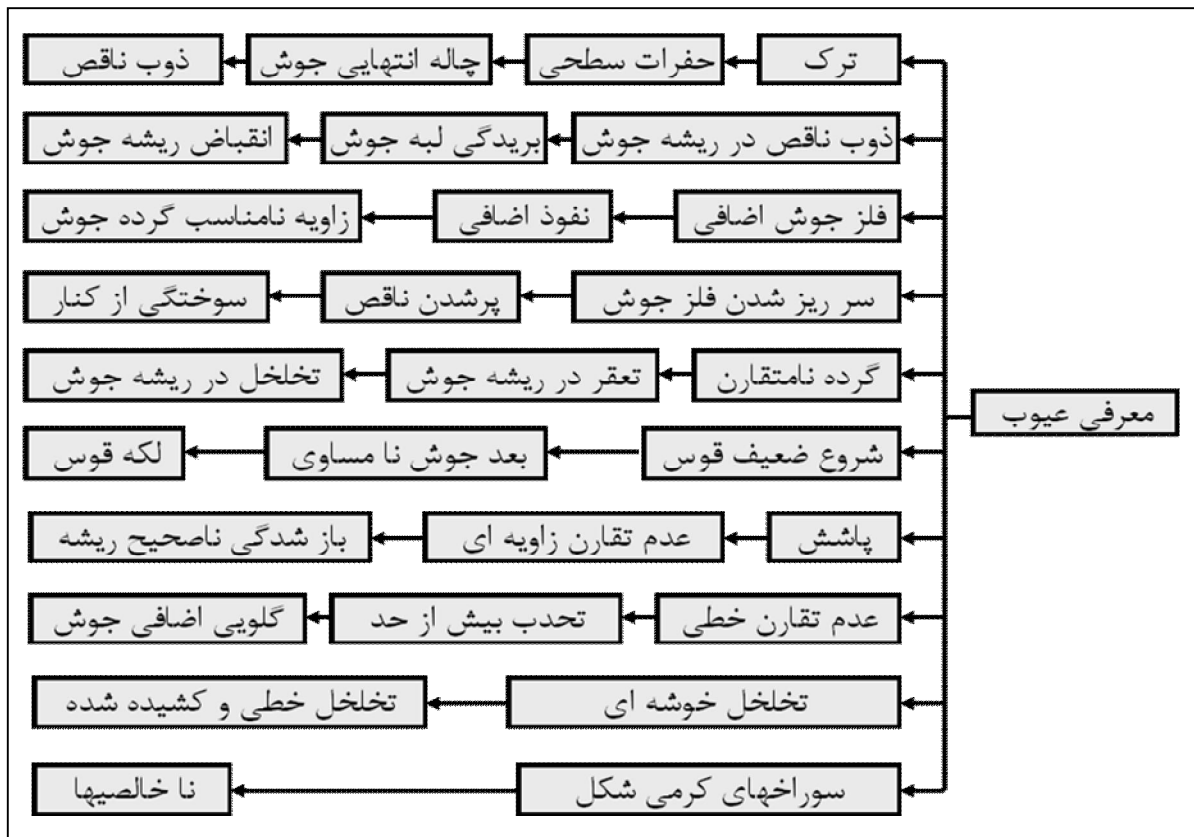 ترک حفرات سطحی چاله انتهایی جوش ذوب ناقص
ذوب ناقص در ریشه جوش بریدگی لبه جوش انقباض ریشه جوش
فلز جوش اضافی نفوذ اضافی زاویه نامناسب گرده جوش
سر ریز شدن فلز جوش پرشدن ناقص سوختگی از کنار
گرده نامتقارن تعقر در ریشه جوش تخلخل در ریشه جوش
معرفی عیوب
شروع ضعیف قوس بعد جوش نا مساوی لکه قوس
پاشش عدم تقارن زاویه ای باز شدگی ناصحیح ریشه
عدم تقارن خطی تحدب بیش از حد گلویی اضافی جوش
تخلخل خوشه ای تخلخل خطی و کشیده شده
سوراخهای کرمی شکل نا خالصیها